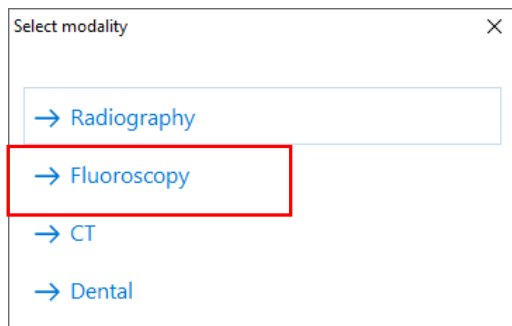 Select modality
Radiography
Fluoroscopy
CT
Dental